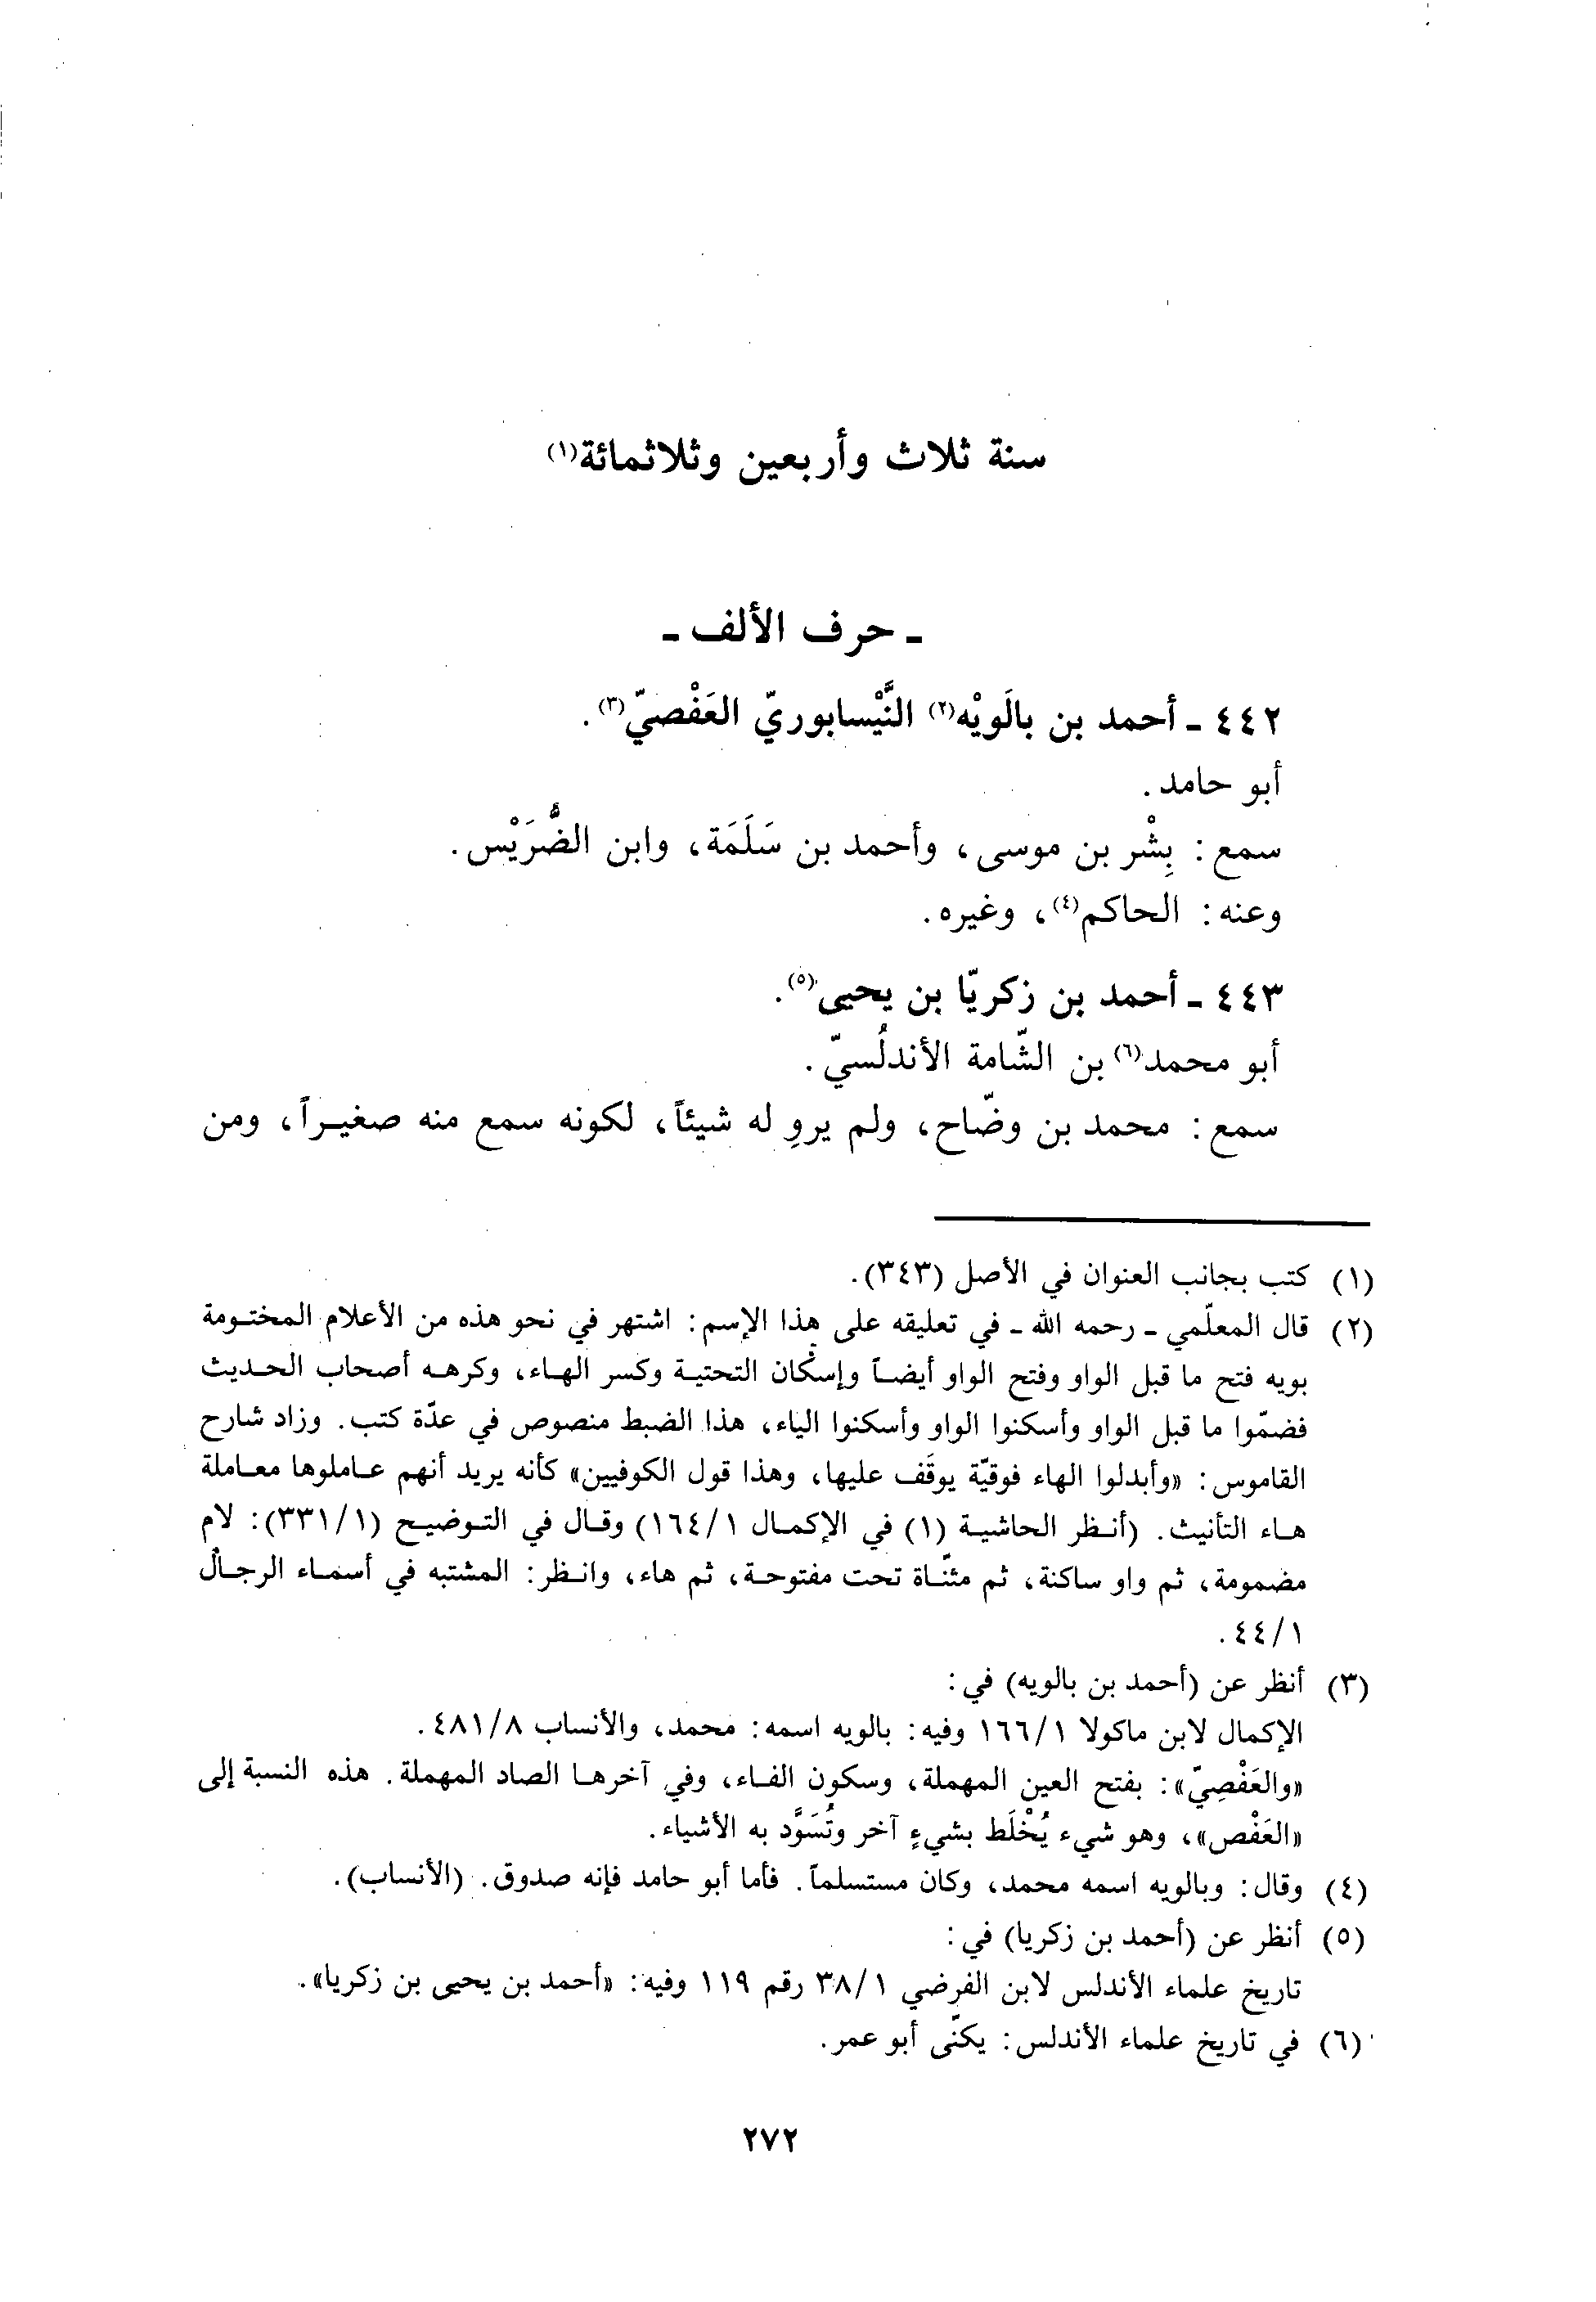 سنة ثلاث وأربعين وثلاثمائة(١)
ـ حرف الألف ـ
٤٤٢ ـ أحمد بن بالَويْه(٢) النَّيْسابوريّ العَفْصيّ(٣).
أبو حامد.
سمع: بِشْر بن موسى، وأحمد بن سَلَمَة، وابن الضُّرَيْس.
وعنه: الحاكم(٤)، وغيره.
٤٤٣ ـ أحمد بن زكريّا بن يحيى(٥).
أبو محمد(٦) بن الشّامة الأندلُسيّ.
سمع: محمد بن وضّاح، ولم يروِ له شيئاً، لكونه سمع منه صغيراً، ومن
(١) كتب بجانب العنوان في الأصل (٣٤٣).
(٢) قال المعلّمي ـ رحمه الله ـ في تعليقه على هذا الإسم: اشتهر في نحو هذه من الأعلام المختومة
بويه فتح ما قبل الواو وفتح الواو أيضاً وإسكان التحتية وكسر الهاء، وكرهه أصحاب الحديث
فضمّوا ما قبل الواو وأسكنوا الواو وأسكنوا الياء، هذا الضبط منصوص في عدّة كتب. وزاد شارح
القاموس: «وأبدلوا الهاء فوقيّة يوقَف عليها، وهذا قول الكوفيين» كأنه يريد أنهم عاملوها معاملة
هاء التأنيث. (أنظر الحاشية (١) في الإكمال ١٦٤/١) وقال في التوضيح (٣٣١/١): لام
مضمومة، ثم واو ساكنة، ثم مثنّاة تحت مفتوحة، ثم هاء، وانظر: المشتبه في أسماء الرجال
٤٤/١.
(٣) أنظر عن (أحمد بن بالويه) في:
الإكمال لابن ماكولا ١٦٦/١ وفيه: بالويه اسمه: محمد، والأنساب ٤٨١/٨.
«والعَفْصِيّ»: بفتح العين المهملة، وسكون الفاء، وفي آخرها الصاد المهملة. هذه النسبة إلى
«العَفْص»، وهو شيء يُخْلَط بشيءٍ آخر وتُسَوَّد به الأشياء.
(٤) وقال: وبالويه اسمه محمد، وكان مستسلماً. فأما أبو حامد فإنه صدوق. (الأنساب).
(٥) أنظر عن (أحمد بن زكريا) في:
تاريخ علماء الأندلس لابن الفرضي ٣٨/١ رقم ١١٩ وفيه: «أحمد بن يحيى بن زكريا».
(٦) في تاريخ علماء الأندلس: يكنّى أبو عمر.
٢٧٢